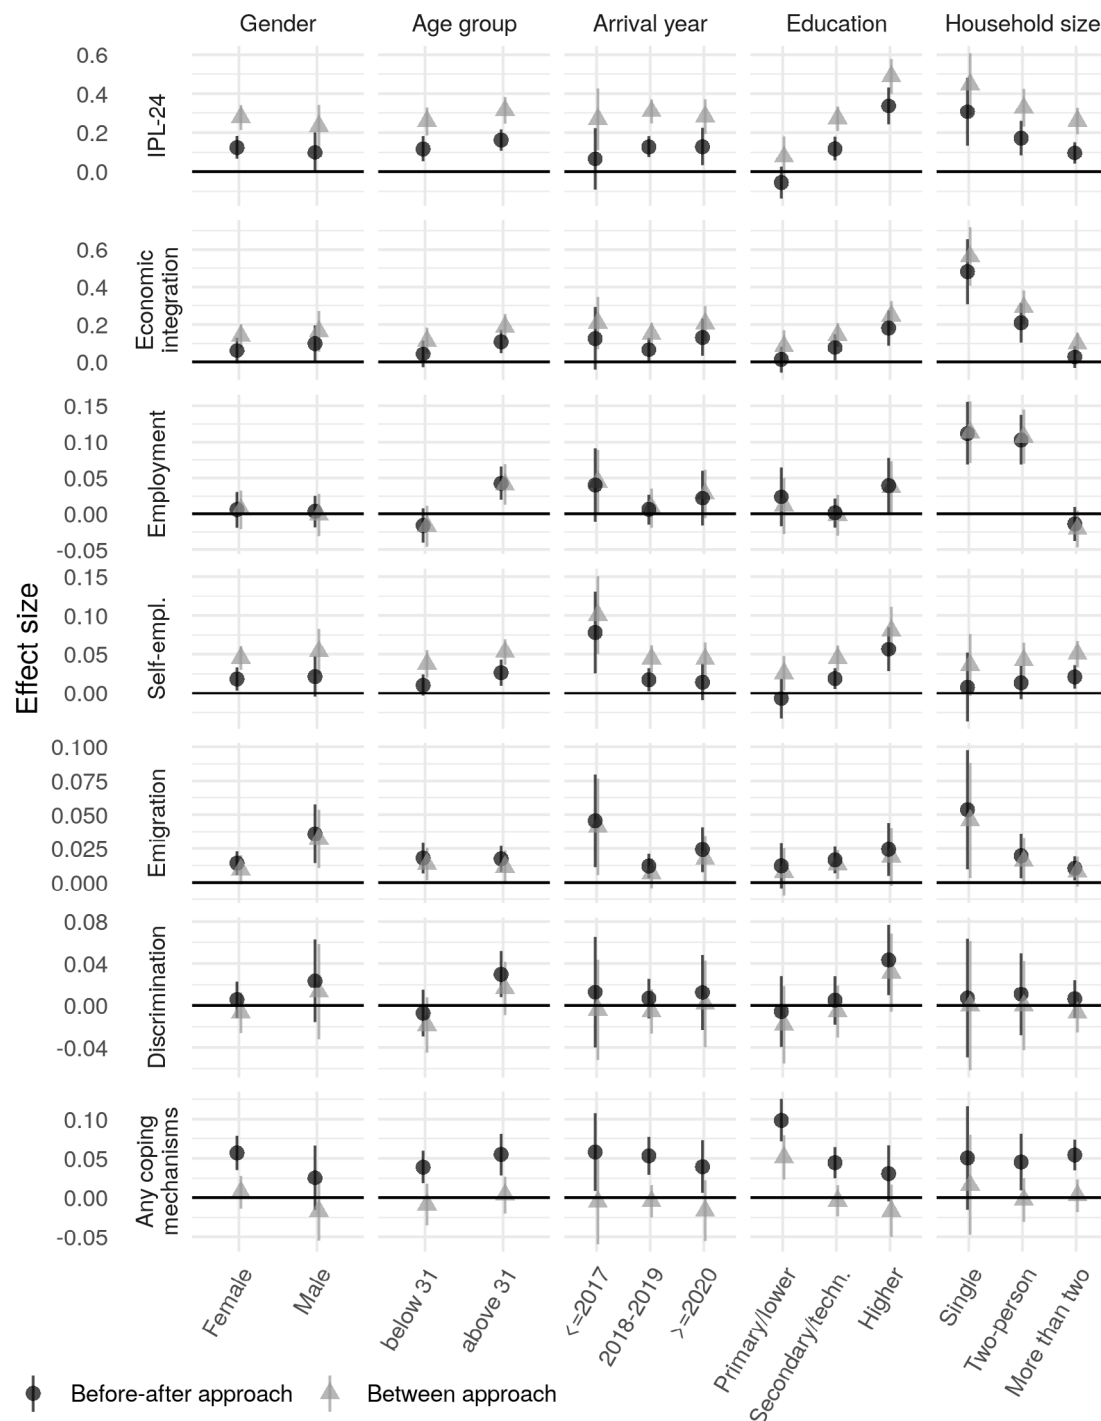 Gender Age group Arrival year Education Household size
Effect size
IPL-24
0.6
0.4
0.2
0.0
Economic
integration
0.6
0.4
0.2
0.0
Employment
0.15
0.10
0.05
0.00
-0.05
Self-empl.
0.15
0.10
0.05
0.00
Emigration
0.100
0.075
0.050
0.025
0.000
Discrimination
0.08
0.04
0.00
-0.04
Any coping
mechanisms
0.10
0.05
0.00
-0.05
Female
Male
below 31
above 31
<=2017
2018-2019
>=2020
Primary/lower
Secondary/techn.
Higher
Single
Two-person
More than two
Before-after approach Between approach